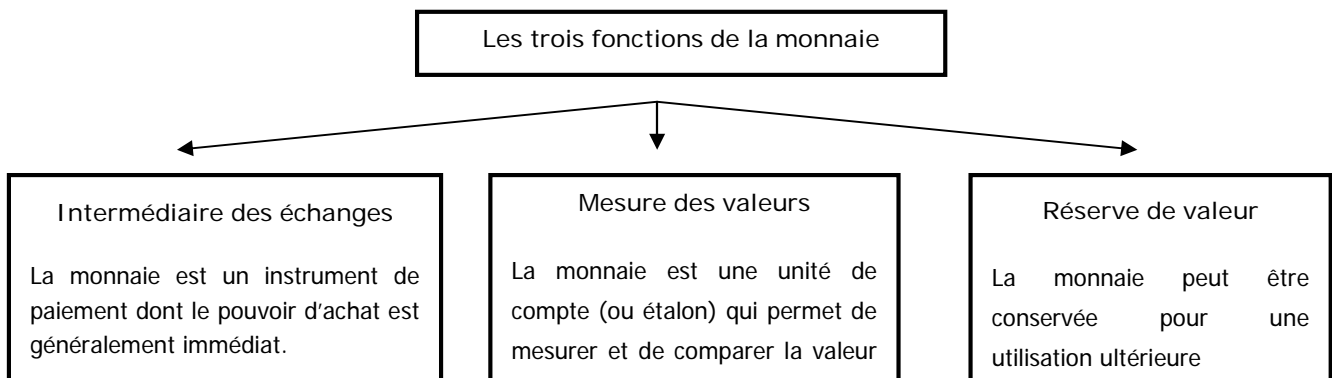 Les trois fonctions de la monnaie
Intermédiaire des échanges
La monnaie est un instrument de
paiement dont le pouvoir d'achat est
généralement immédiat.
Mesure des valeurs
La monnaie est une unité de
compte (ou étalon) qui permet de
mesurer et de comparer la valeur
Réserve de valeur
La monnaie peut être
conservée pour une
utilisation ultérieure